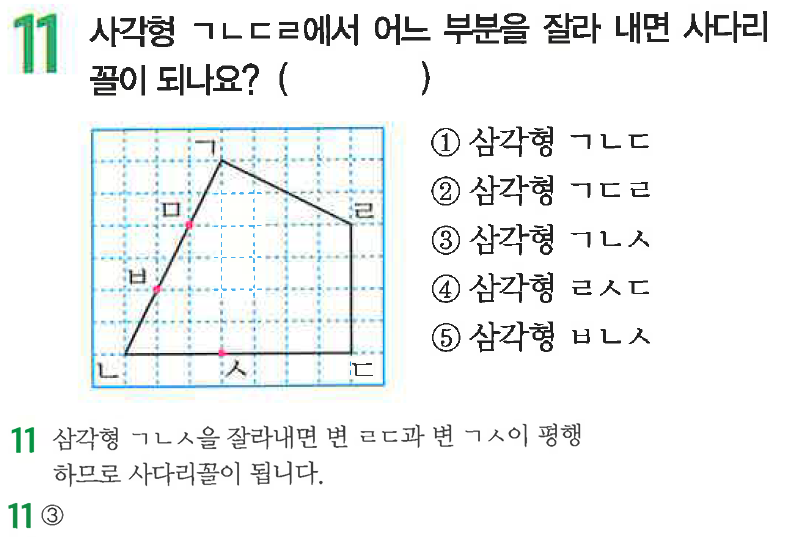 11 사각형 ㄱㄴㄷㄹ에서 어느 부분을 잘라 내면 사다리
꼴이 되나요? (            )
ㄱ
ㅁ
ㄹ
ㅂ
ㄴ
ㅅ
ㄷ
① 삼각형 ㄱㄴㄷ
② 삼각형 ㄱㄷㄹ
③ 삼각형 ㄱㄴㅅ
④ 삼각형 ㄹㅅㄷ
⑤ 삼각형 ㅂㄴㅅ
11 삼각형 ㄱㄴㅅ을 잘라내면 변 ㄹㄷ과 변 ㄱㅅ이 평행
하므로 사다리꼴이 됩니다.
11 ③